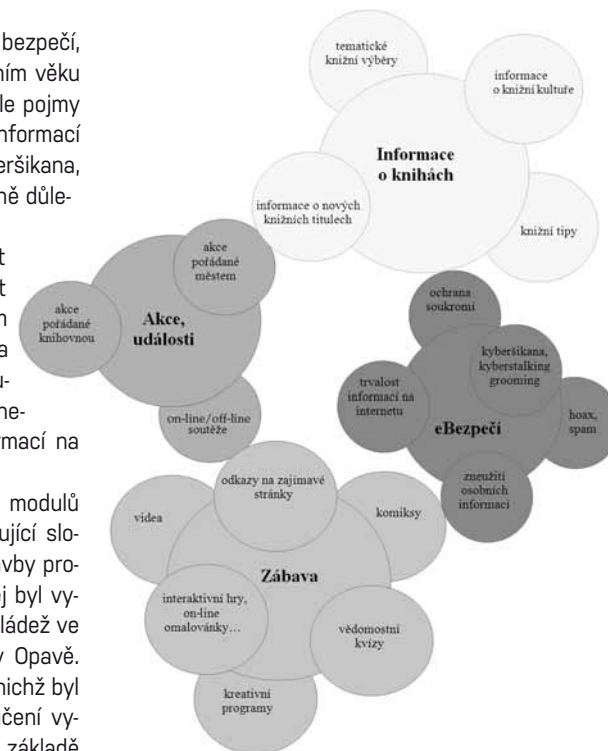 bezpečí,
ním věku
le pojmy
nformací
eršikana,
ně důle-
t
t
a
u-
ne-
rmací na
modulů
ující slo-
avby pro-
ej byl vy-
ládež ve
y Opavě.
nichž byl
čení vy-
základě
tematické
knižní výběry
informace
o knižní kultuře
Informace
o knihách
informace o nových
knižních titulech
knižní tipy
akce
pořádané
městem
akce
pořádané
knihovnou
Akce,
události
on-line/off-line
soutěže
ochrana
soukromí
kyberšikana,
kyberstalking
grooming
trvalost
informací na
internetu
eBezpečí
hoax,
spam
zneužití
osobních
informací
odkazy na zajímavé
stránky
videa
komiksy
Zábava
interaktivní hry,
on-line
omalovánky…
vědomostní
kvízy
kreativní
programy